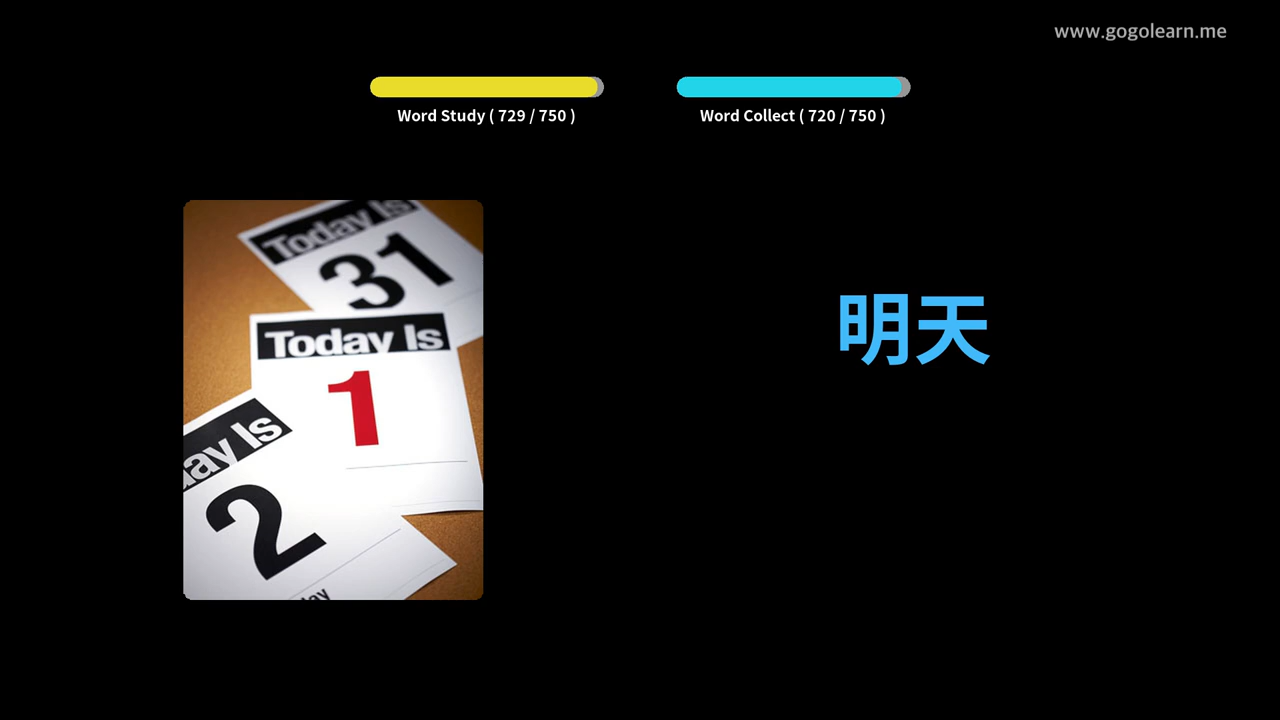 www.gogolearn.me
Word Study ( 729 / 750 )
Word Collect ( 720 / 750 )
Today Is
31
Today Is
1
ay Is
2
明天